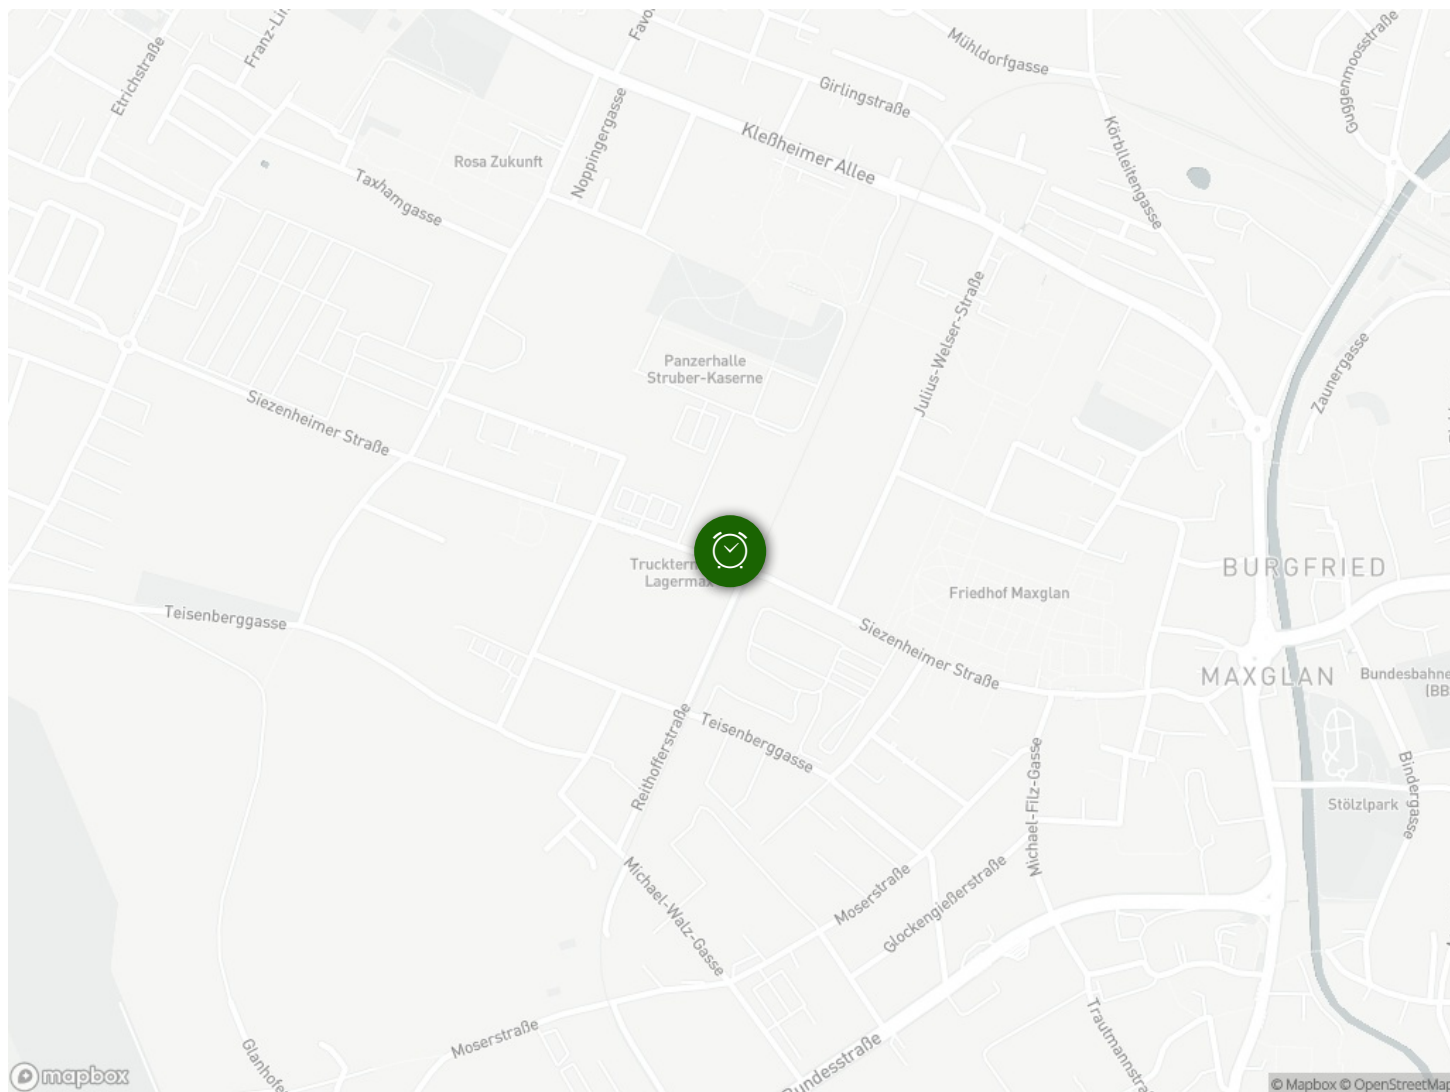 Etrichstraße
Mühldorfgasse
Guggenmoosstraße
Girlingstraße
Noppingergasse
Kleßheimer Allee
Körblleitengasse
Rosa Zukunft
Taxhamgasse
Julius-Welser-Straße
Panzerhalle
Struber-Kaserne
Zaunergasse
Siezenheimer Straße
Lagermax
Friedhof Maxglan
BURGFRIED
Teisenberggasse
Siezenheimer Straße
MAXGLAN
Reithofferstraße
Teisenberggasse
Michael-Filz-Gasse
Bindergasse
Stölzlpark
Michael-Walz-Gasse
Moserstraße
Glockengießerstraße
Moserstraße
mapbox
© Mapbox © OpenStreetMap